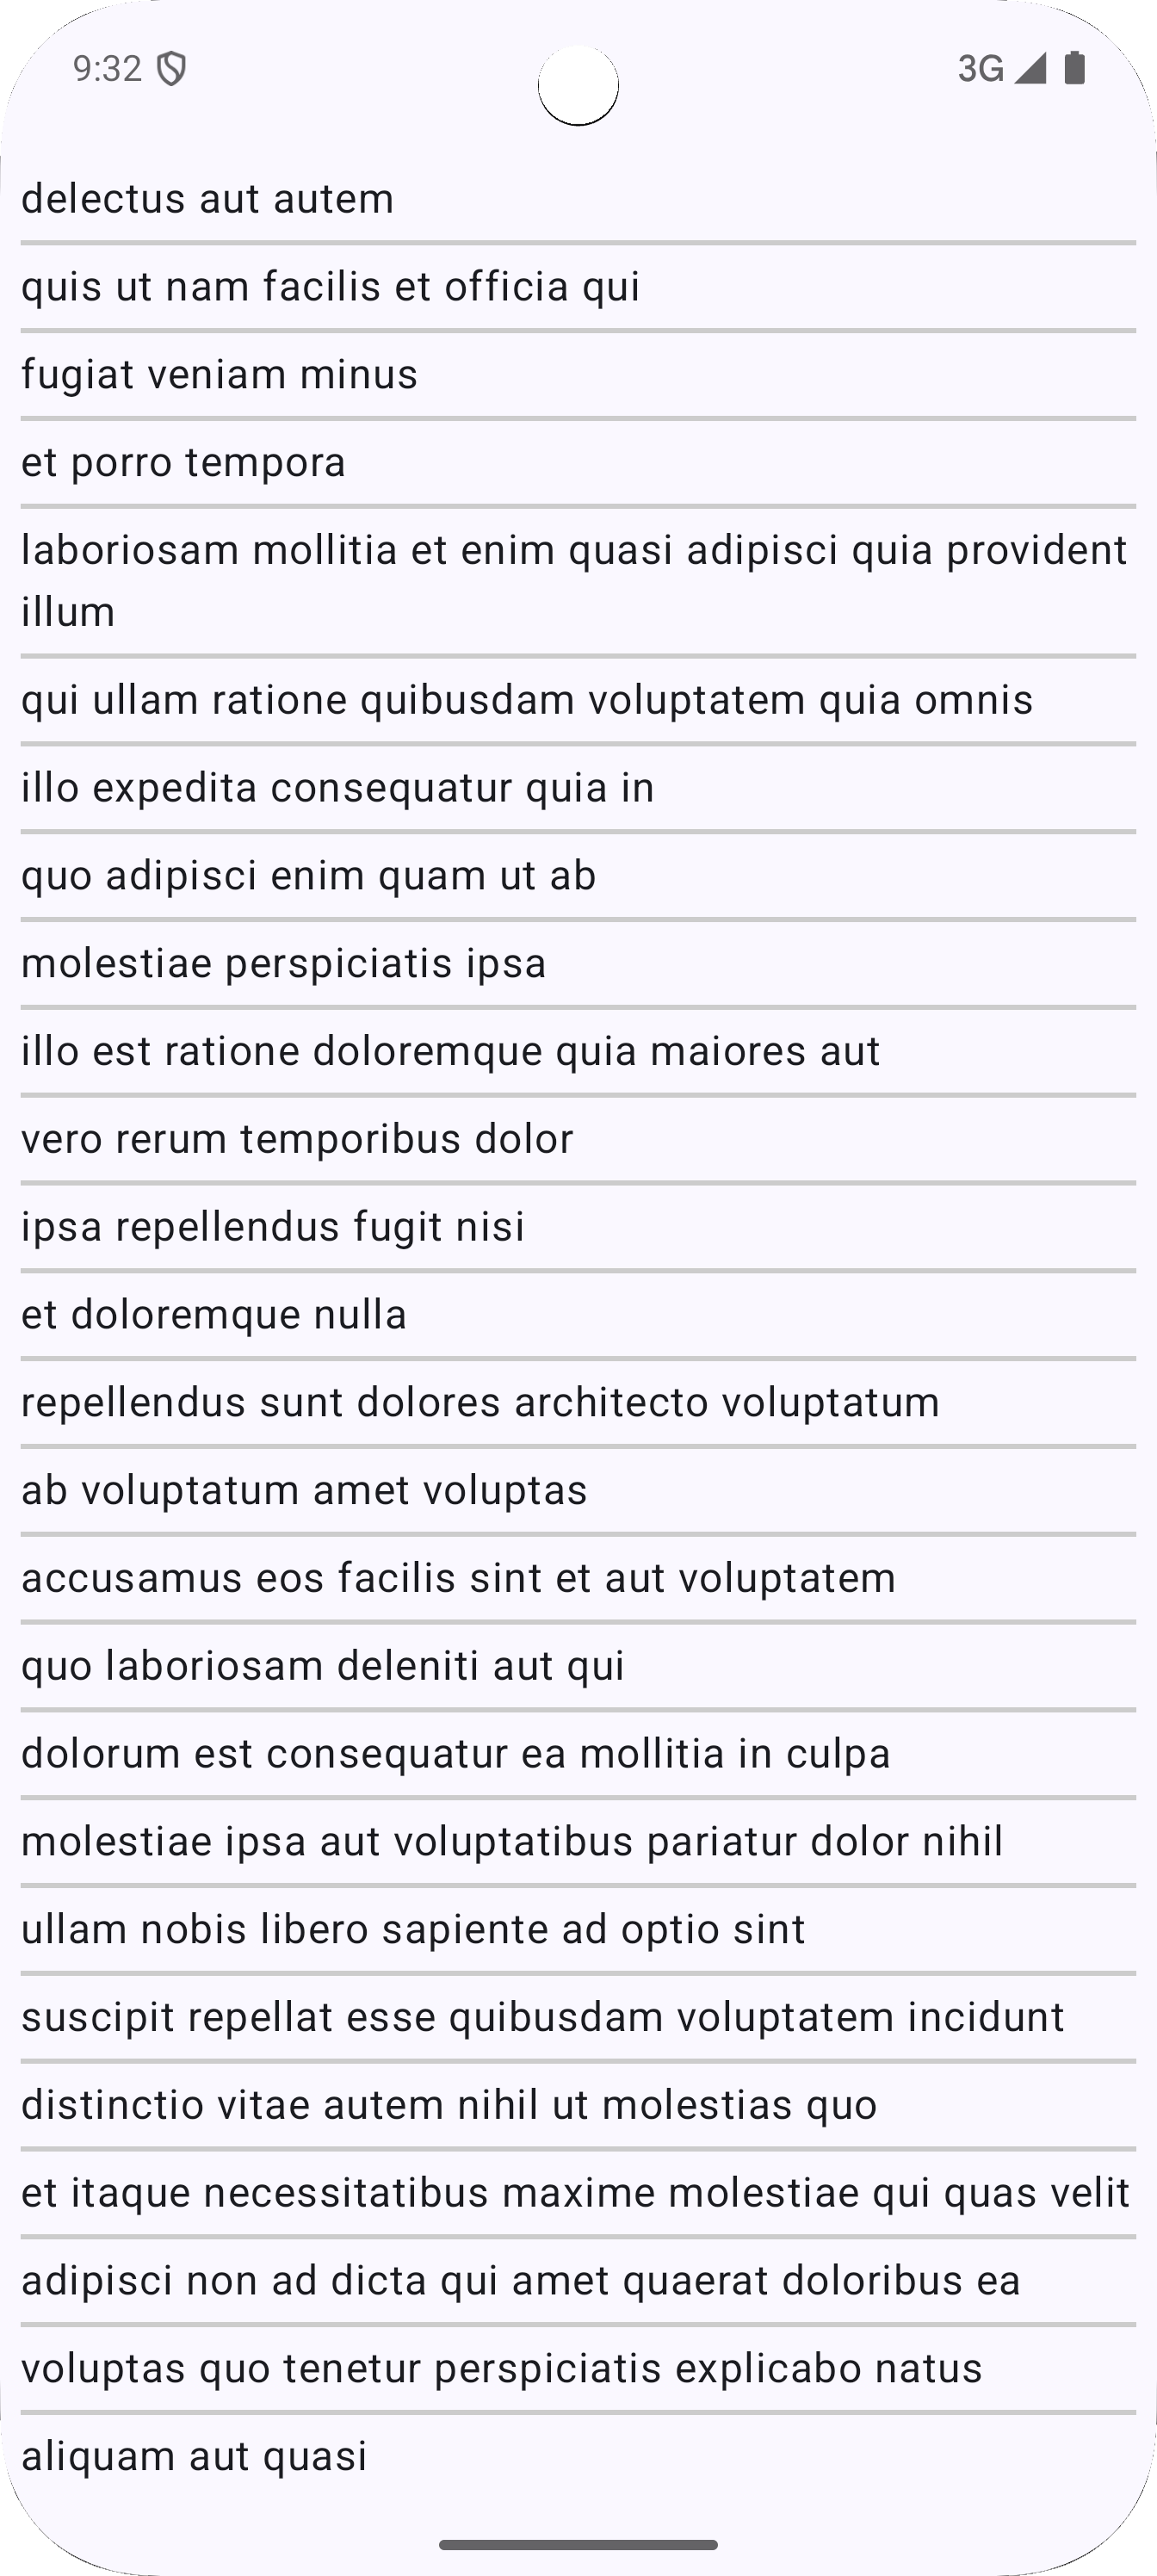 9:32
3G
delectus aut autem
quis ut nam facilis et officia qui
fugiat veniam minus
et porro tempora
laboriosam mollitia et enim quasi adipisci quia provident
illum
qui ullam ratione quibusdam voluptatem quia omnis
illo expedita consequatur quia in
quo adipisci enim quam ut ab
molestiae perspiciatis ipsa
illo est ratione doloremque quia maiores aut
vero rerum temporibus dolor
ipsa repellendus fugit nisi
et doloremque nulla
repellendus sunt dolores architecto voluptatum
ab voluptatum amet voluptas
accusamus eos facilis sint et aut voluptatem
quo laboriosam deleniti aut qui
dolorum est consequatur ea mollitia in culpa
molestiae ipsa aut voluptatibus pariatur dolor nihil
ullam nobis libero sapiente ad optio sint
suscipit repellat esse quibusdam voluptatem incidunt
distinctio vitae autem nihil ut molestias quo
et itaque necessitatibus maxime molestiae qui quas velit
adipisci non ad dicta qui amet quaerat doloribus ea
voluptas quo tenetur perspiciatis explicabo natus
aliquam aut quasi